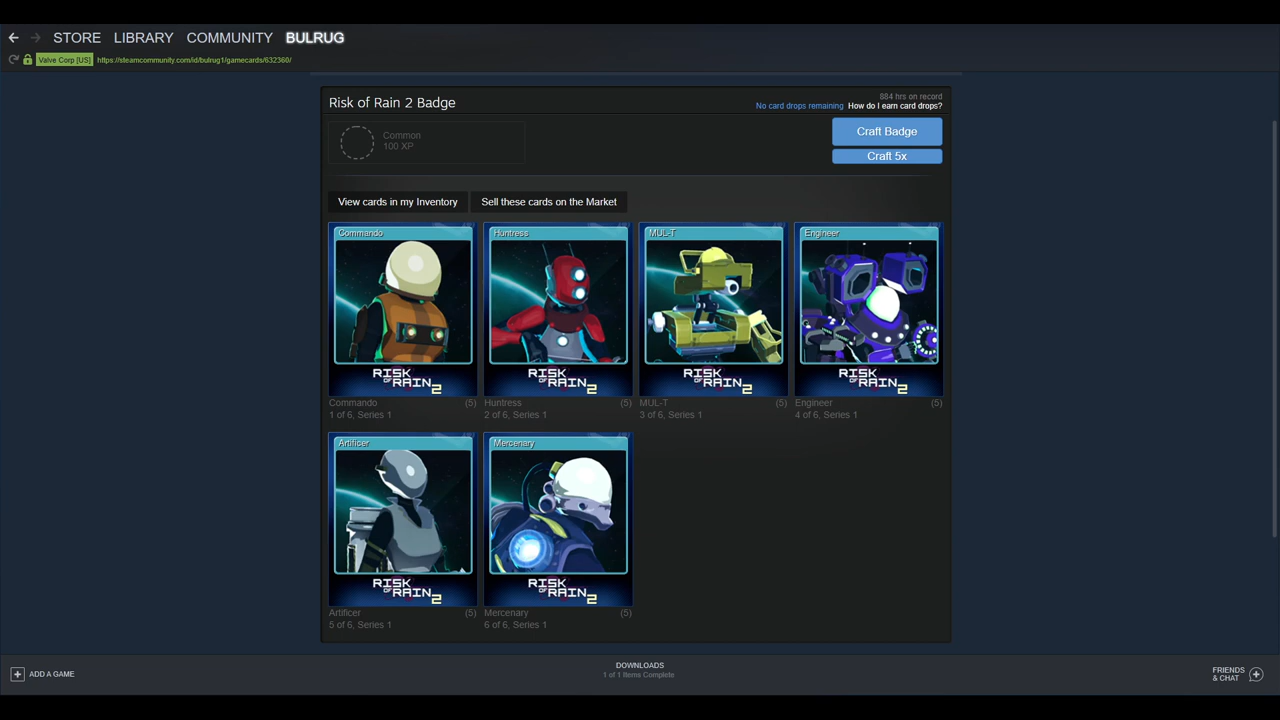 STORE LIBRARY COMMUNITY BULRUG
Valve Corp [US] https://steamcommunity.com/id/bulrug1/gamecards/632360/
Risk of Rain 2 Badge
884 hrs on record
No card drops remaining How do I earn card drops?
Common
100 XP
Craft Badge
Craft 5x
View cards in my Inventory Sell these cards on the Market
Commando Huntress MUL-T Engineer
RISK OF RAIN 2 RISK OF RAIN 2 RISK OF RAIN 2 RISK OF RAIN 2
Commando (5) Huntress (5) MUL-T (5) Engineer (5)
1 of 6, Series 1 2 of 6, Series 1 3 of 6, Series 1 4 of 6, Series 1
Artificer Mercenary
RISK OF RAIN 2 RISK OF RAIN 2
Artificer (5) Mercenary (5)
5 of 6, Series 1 6 of 6, Series 1
+ ADD A GAME
DOWNLOADS
1 of 1 Items Complete
FRIENDS
& CHAT